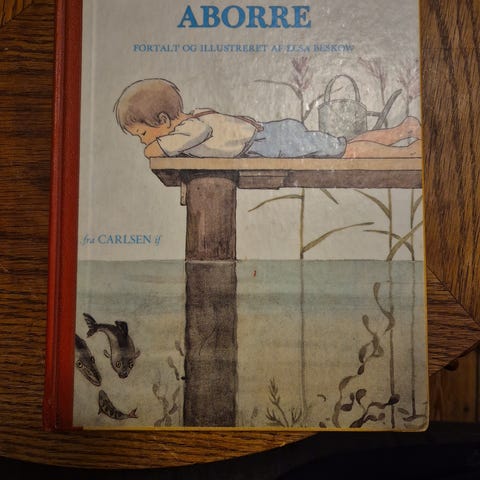 ABORRE
FORTALT OG ILLUSTRERET AF ELSA BESKOW
fra CARLSEN if